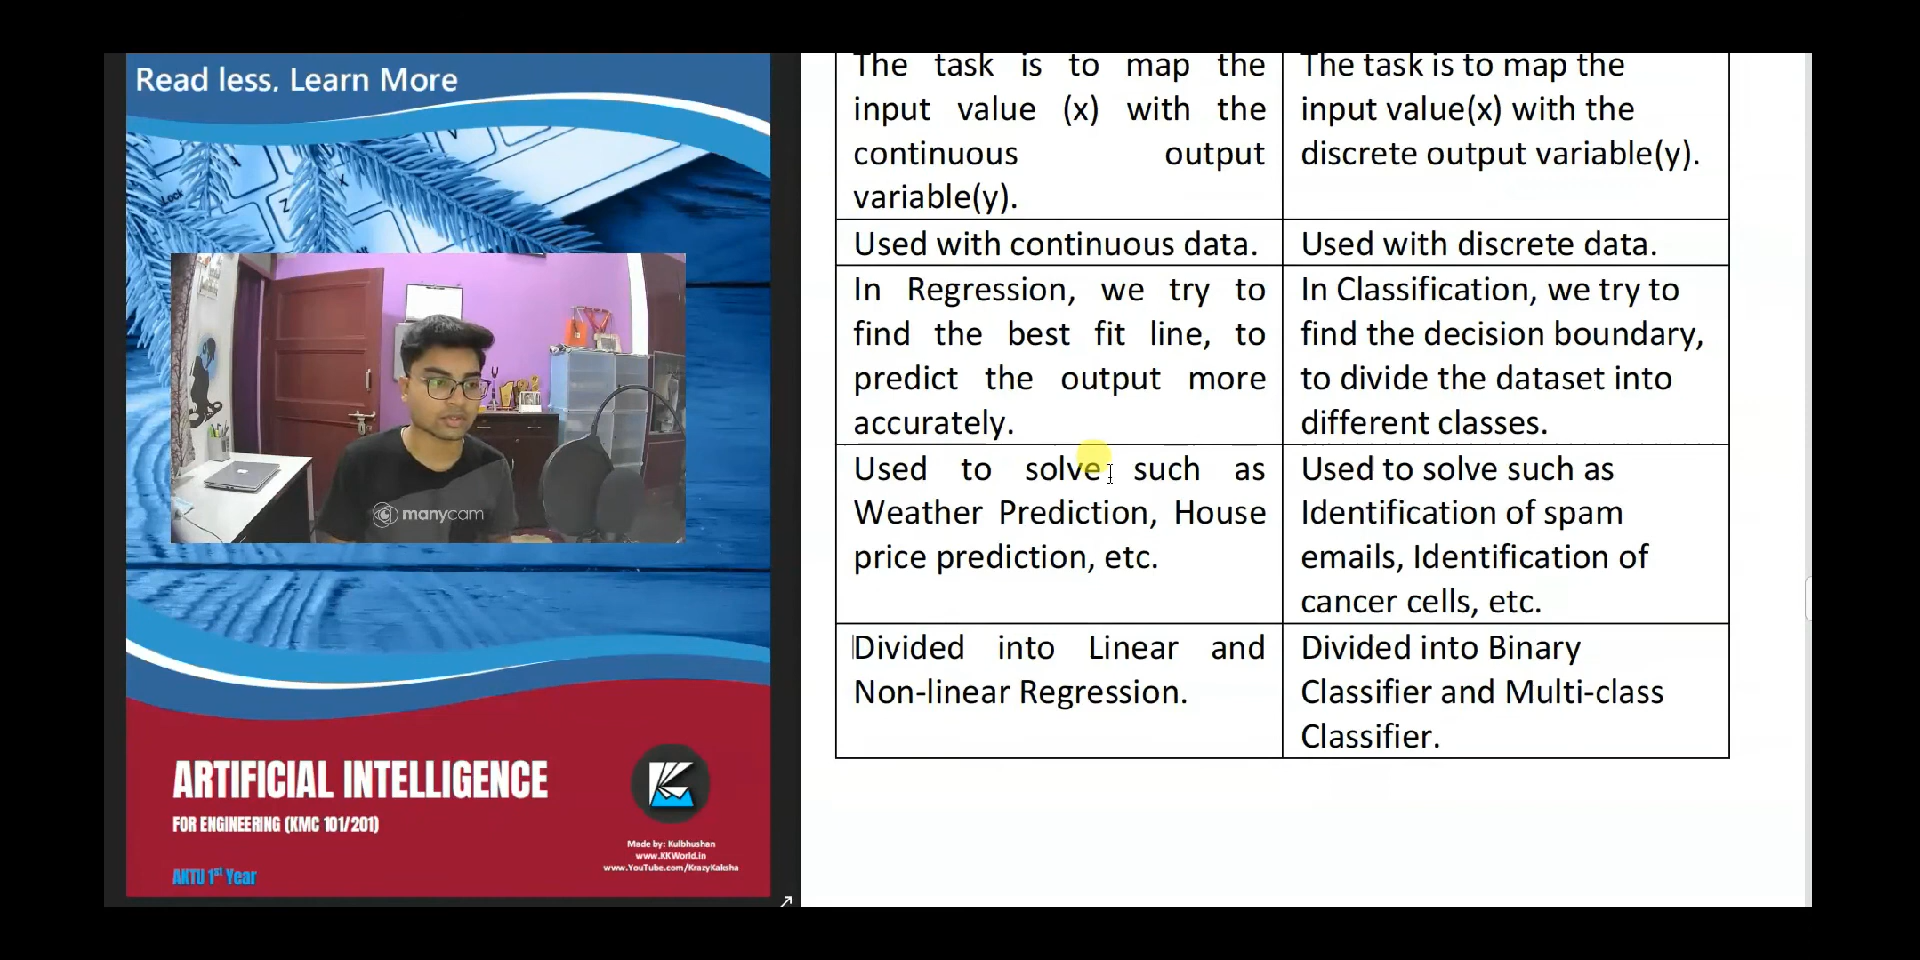 Read less, Learn More
manycam
ARTIFICIAL INTELLIGENCE
FOR ENGINEERING (KMC 101/201)
AKTU 1st Year
Made by: Kulbhushan
www.KKWorld.in
www.YouTube.com/KrazyKaksha
The task is to map the
input value (x) with the
continuous output
variable(y).
The task is to map the
input value(x) with the
discrete output variable(y).
Used with continuous data.
Used with discrete data.
In Regression, we try to
find the best fit line, to
predict the output more
accurately.
In Classification, we try to
find the decision boundary,
to divide the dataset into
different classes.
Used to solve such as
Weather Prediction, House
price prediction, etc.
Used to solve such as
Identification of spam
emails, Identification of
cancer cells, etc.
Divided into Linear and
Non-linear Regression.
Divided into Binary
Classifier and Multi-class
Classifier.